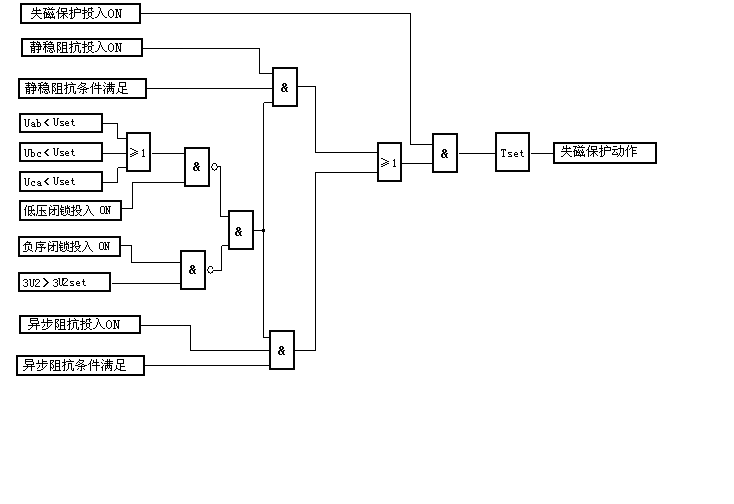 失磁保护投入ON
静稳阻抗投入ON
静稳阻抗条件满足
&
Uab<Uset
Ubc<Uset
Uca<Uset
≥1
&
低压闭锁投入 ON
&
负序闭锁投入 ON
&
3U2>3U2set
≥1
&
Tset
失磁保护动作
异步阻抗投入ON
&
异步阻抗条件满足